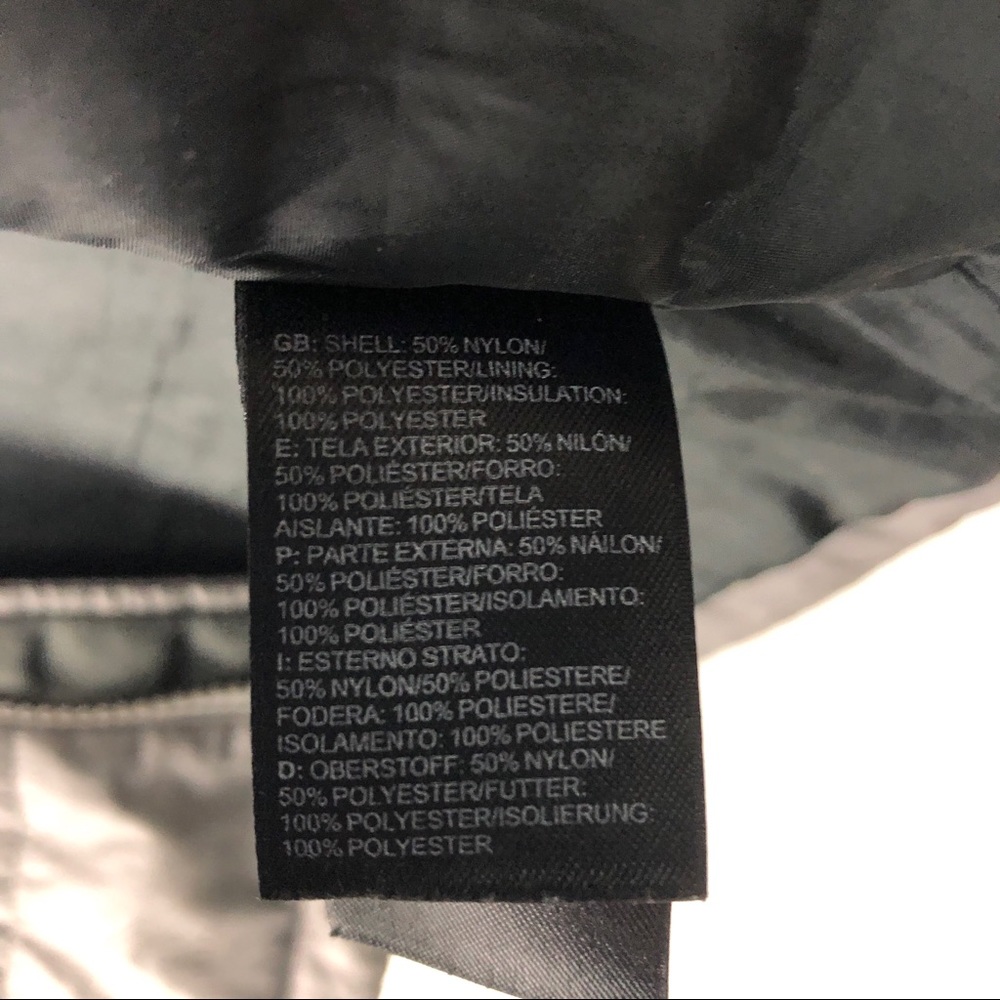 GB: SHELL: 50% NYLON/
50% POLYESTER/LINING:
100% POLYESTER/INSULATION:
100% POLYESTER
E: TELA EXTERIOR: 50% NILÓN/
50% POLIÉSTER/FORRO:
100% POLIÉSTER/TELA
AISLANTE: 100% POLIÉSTER
P: PARTE EXTERNA: 50% NÁILON/
50% POLIÉSTER/FORRO:
100% POLIÉSTER/ISOLAMENTO:
100% POLIÉSTER
I: ESTERNO STRATO:
50% NYLON/50% POLIESTERE/
FODERA: 100% POLIESTERE/
ISOLAMENTO: 100% POLIESTERE
D: OBERSTOFF: 50% NYLON/
50% POLYESTER/FUTTER:
100% POLYESTER/ISOLIERUNG:
100% POLYESTER